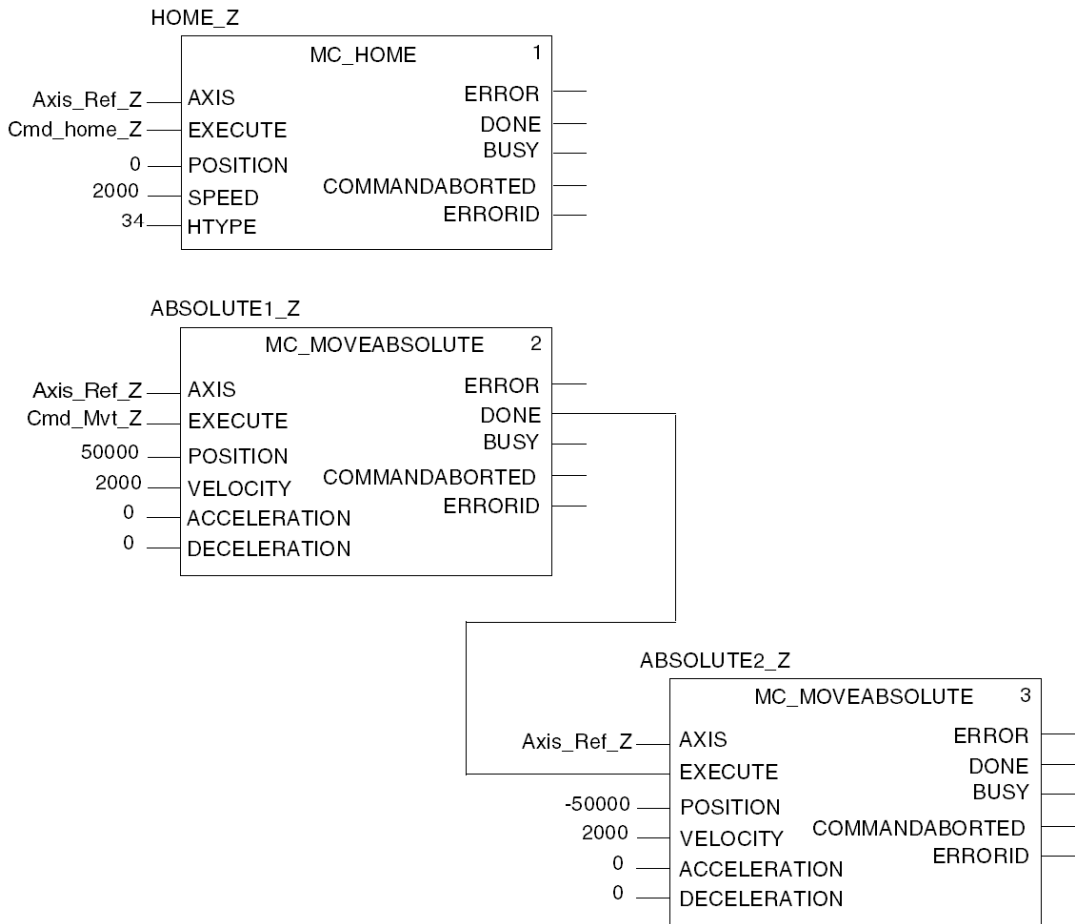 HOME_Z
MC_HOME 1
Axis_Ref_Z AXIS ERROR
Cmd_home_Z EXECUTE DONE
0 POSITION BUSY
2000 SPEED COMMANDABORTED
34 HTYPE ERRORID
ABSOLUTE1_Z
MC_MOVEABSOLUTE 2
Axis_Ref_Z AXIS ERROR
Cmd_Mvt_Z EXECUTE DONE
50000 POSITION BUSY
2000 VELOCITY COMMANDABORTED
0 ACCELERATION ERRORID
0 DECELERATION
ABSOLUTE2_Z
MC_MOVEABSOLUTE 3
Axis_Ref_Z AXIS ERROR
EXECUTE DONE
-50000 POSITION BUSY
2000 VELOCITY COMMANDABORTED
0 ACCELERATION ERRORID
0 DECELERATION